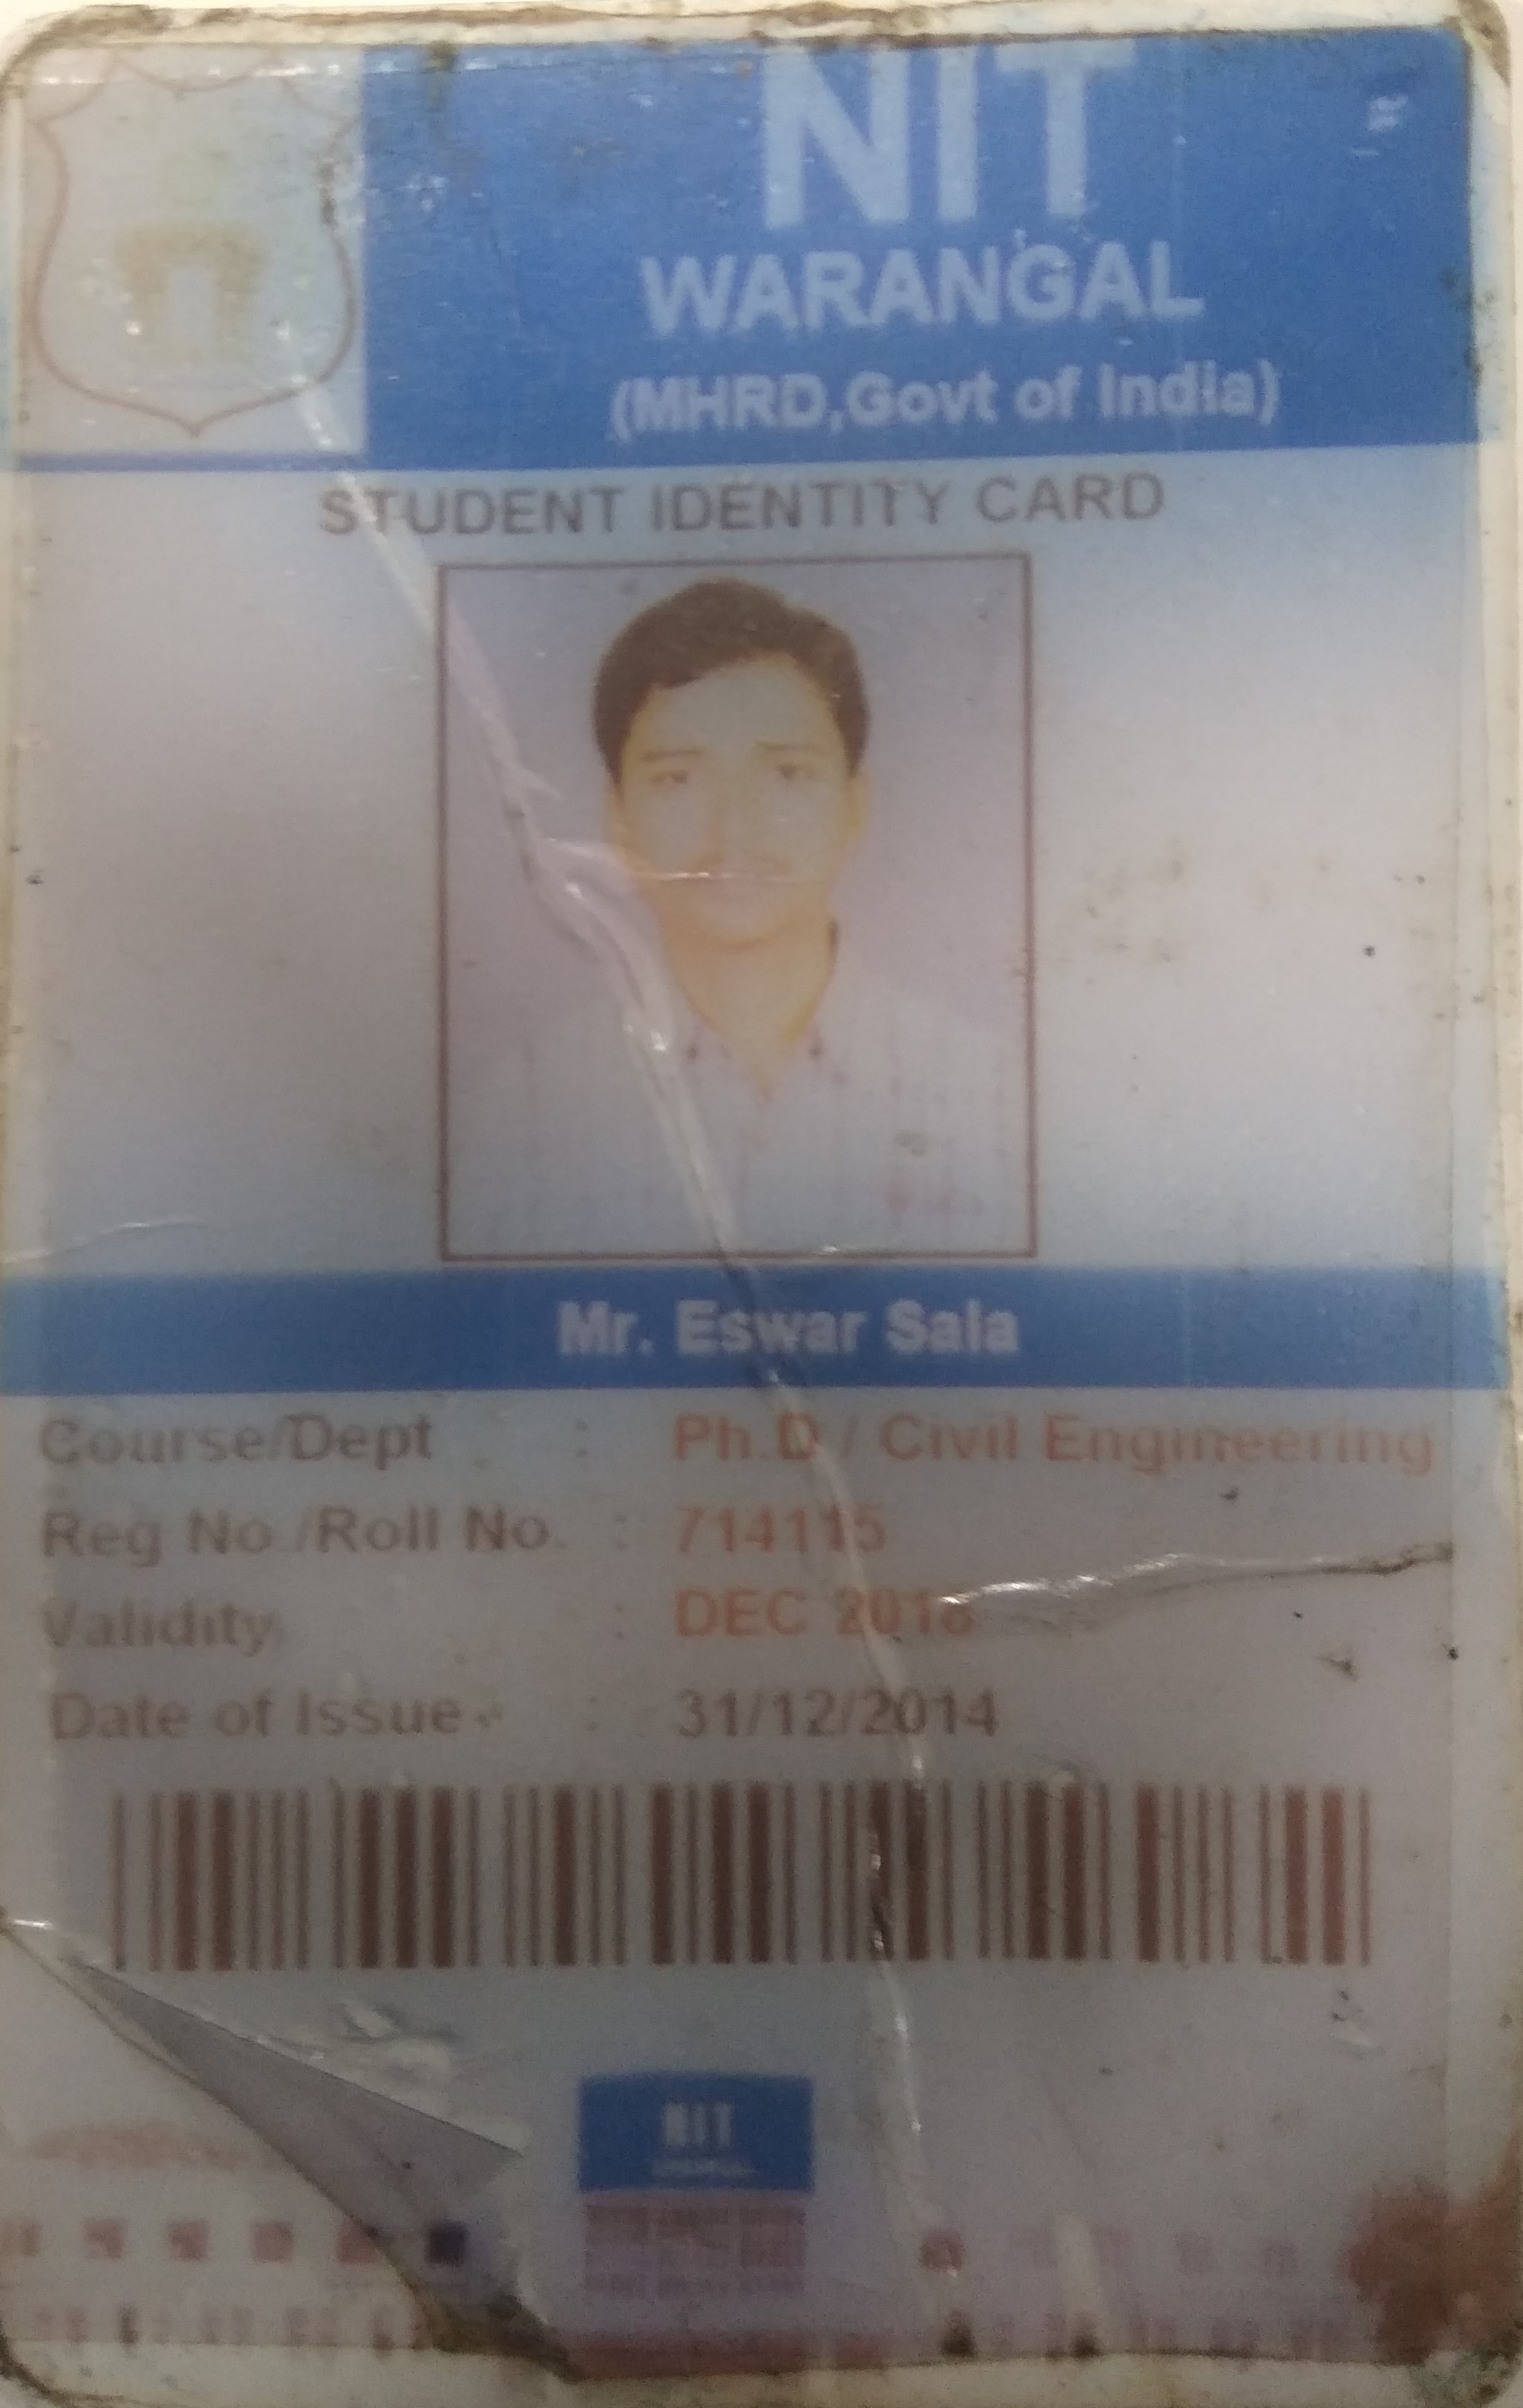 NIT
WARANGAL
(MHRD,Govt of India)
STUDENT IDENTITY CARD
Mr. Eswar Sala
Course/Dept : Ph.D / Civil Engineering
Reg No /Roll No. : 714115
Validity : DEC 2018
Date of Issue : 31/12/2014
NIT